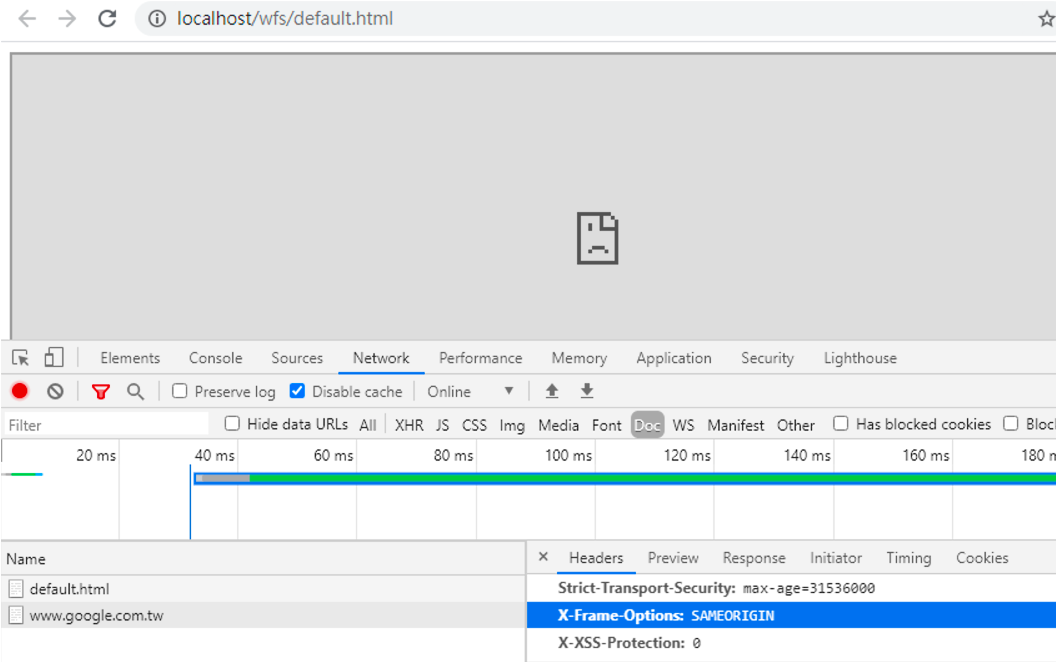 localhost/wfs/default.html
Elements Console Sources Network Performance Memory Application Security Lighthouse
Preserve log Disable cache Online
Filter Hide data URLs All XHR JS CSS Img Media Font Doc WS Manifest Other Has blocked cookies Bloc
20 ms 40 ms 60 ms 80 ms 100 ms 120 ms 140 ms 160 ms 180 m
Name × Headers Preview Response Initiator Timing Cookies
default.html Strict-Transport-Security: max-age=31536000
www.google.com.tw X-Frame-Options: SAMEORIGIN
X-XSS-Protection: 0